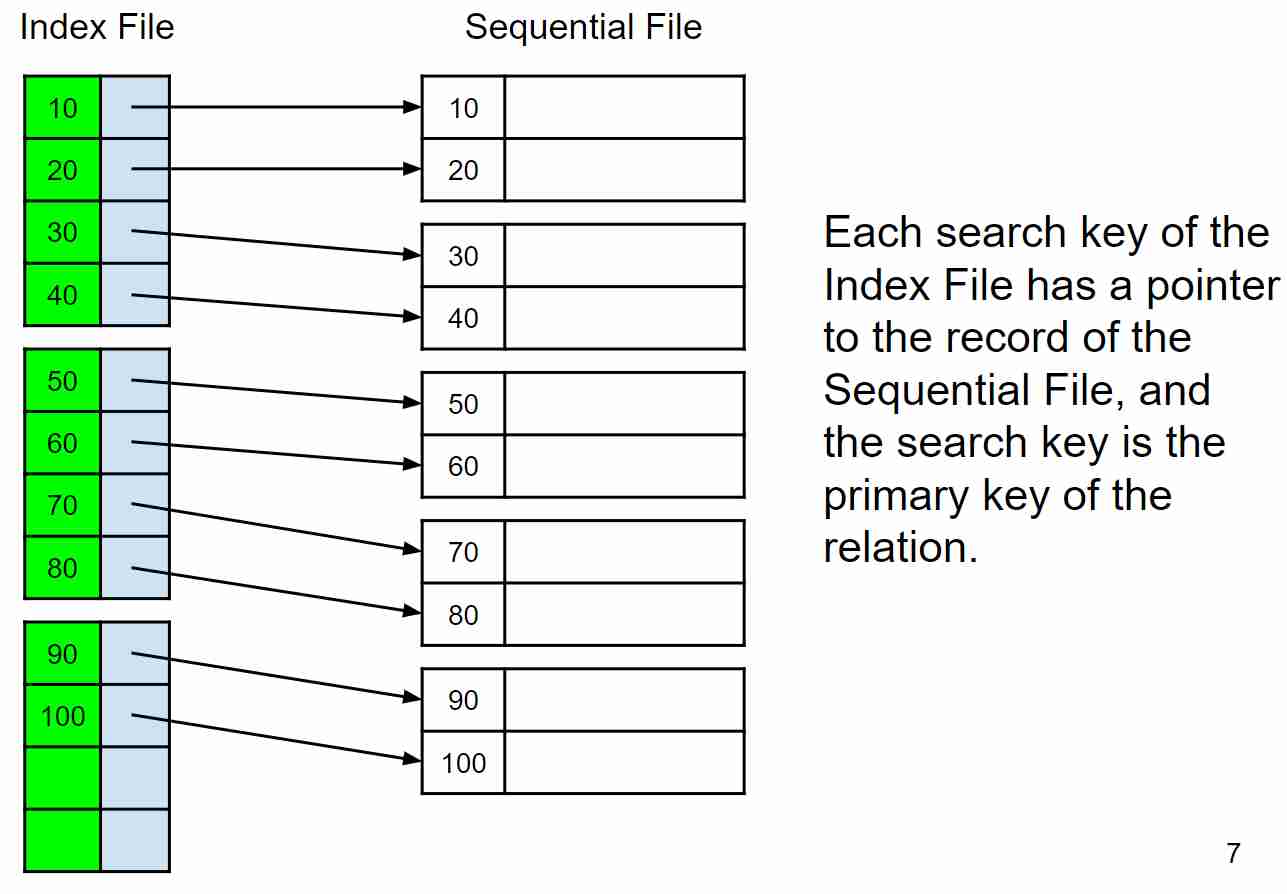 Index File
Sequential File
10
20
30
40
50
60
70
80
90
100
10
20
30
40
50
60
70
80
90
100
Each search key of the
Index File has a pointer
to the record of the
Sequential File, and
the search key is the
primary key of the
relation.
7